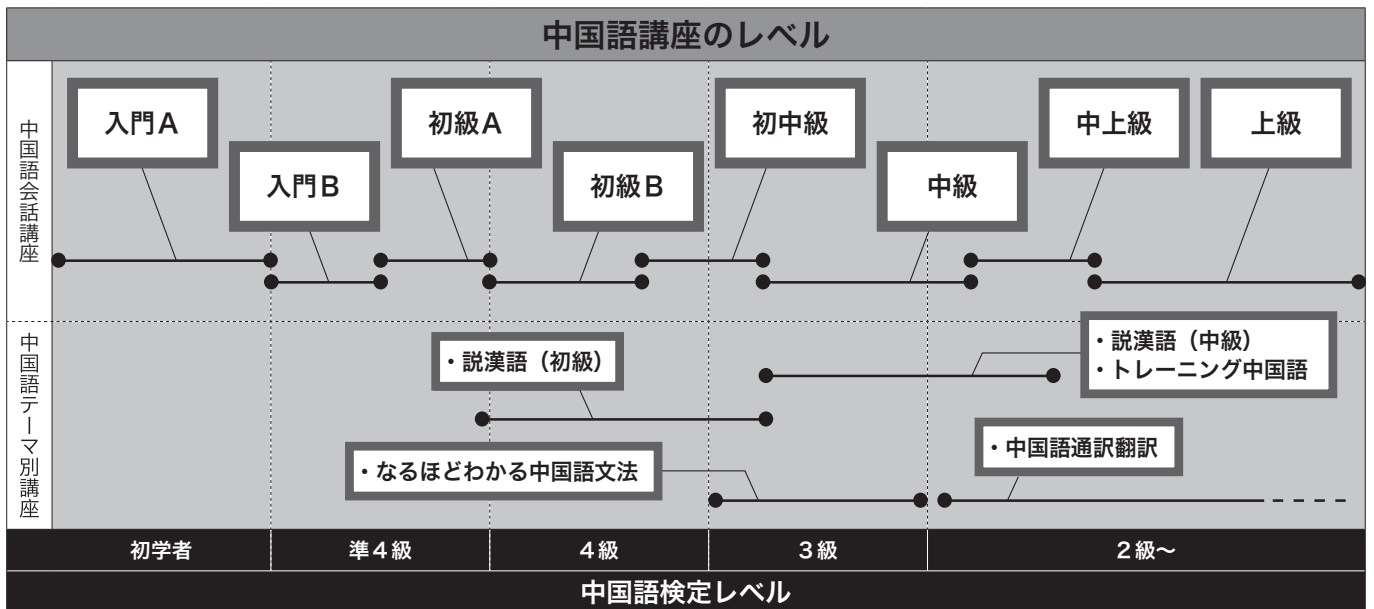 中国語講座のレベル
中国語会話講座
入門A
初級A
初中級
中上級
上級
入門B
初級B
中級
中国語テーマ別講座
・説漢語（初級）
・説漢語（中級）
・トレーニング中国語
・なるほどわかる中国語文法
・中国語通訳翻訳
初学者
準４級
４級
３級
２級〜
中国語検定レベル